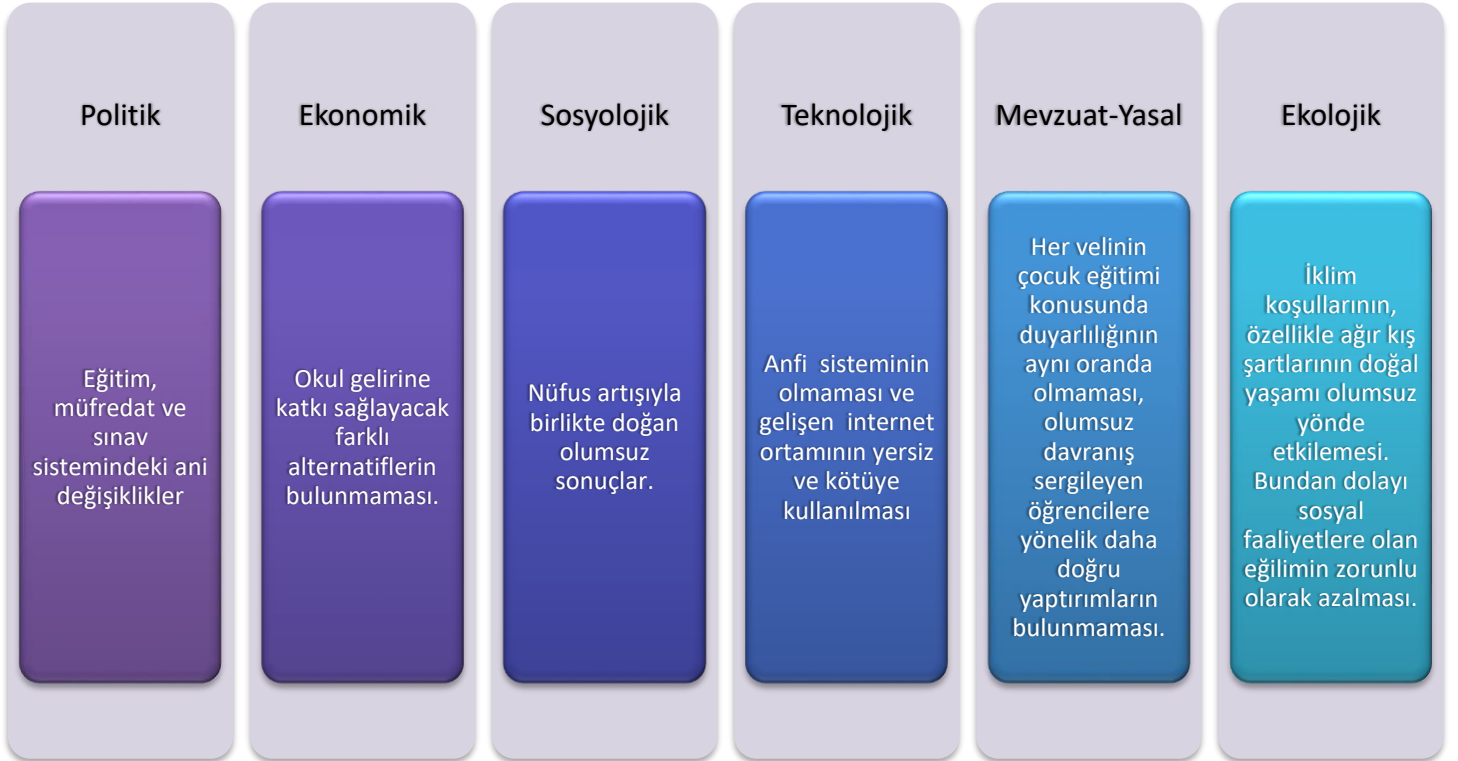 Politik
Eğitim,
müfredat ve
sınav
sistemindeki ani
değişiklikler
Ekonomik
Okul gelirine
katkı sağlayacak
farklı
alternatiflerin
bulunmaması.
Sosyolojik
Nüfus artışıyla
birlikte doğan
olumsuz
sonuçlar.
Teknolojik
Anfi  sisteminin
olmaması ve
gelişen  internet
ortamının yersiz
ve kötüye
kullanılması
Mevzuat-Yasal
Her velinin
çocuk eğitimi
konusunda
duyarlılığının
aynı oranda
olmaması,
olumsuz
davranış
sergileyen
öğrencilere
yönelik daha
doğru
yaptırımların
bulunmaması.
Ekolojik
İklim
koşullarının,
özellikle ağır kış
şartlarının doğal
yaşamı olumsuz
yönde
etkilemesi.
Bundan dolayı
sosyal
faaliyetlere olan
eğilimin zorunlu
olarak azalması.